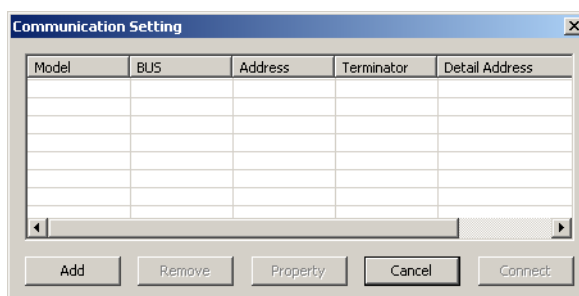 Communication Setting
Model BUS Address Terminator Detail Address
Add Remove Property Cancel Connect